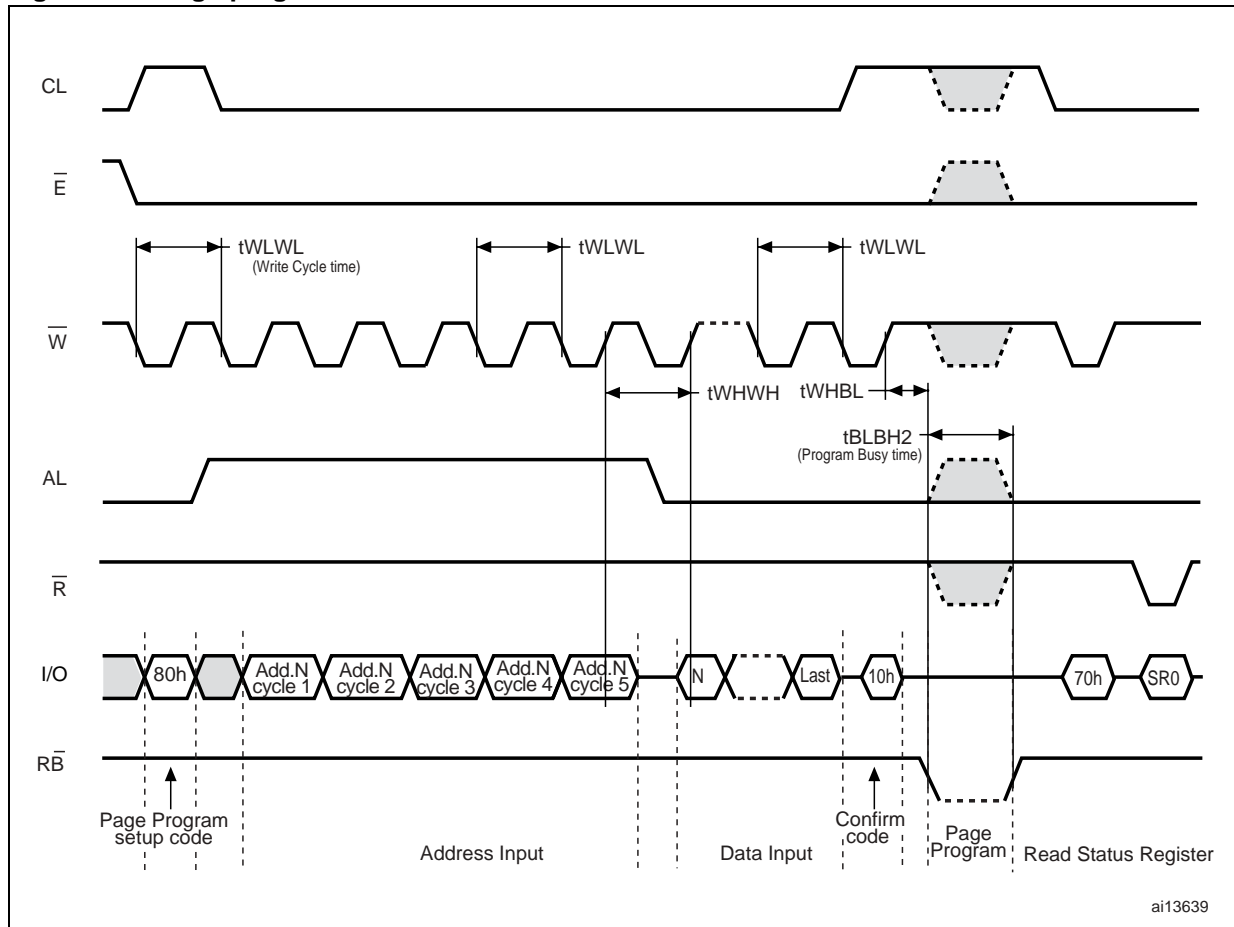 CL
E
tWLWL
(Write Cycle time)
tWLWL
tWLWL
W
tWHWH
tWHBL
tBLBH2
(Program Busy time)
AL
R
I/O
80h
Add.N
cycle 1
Add.N
cycle 2
Add.N
cycle 3
Add.N
cycle 4
Add.N
cycle 5
N
Last
10h
70h
SR0
RB
Page Program
setup code
Address Input
Data Input
Confirm
code
Page
Program
Read Status Register
ai13639